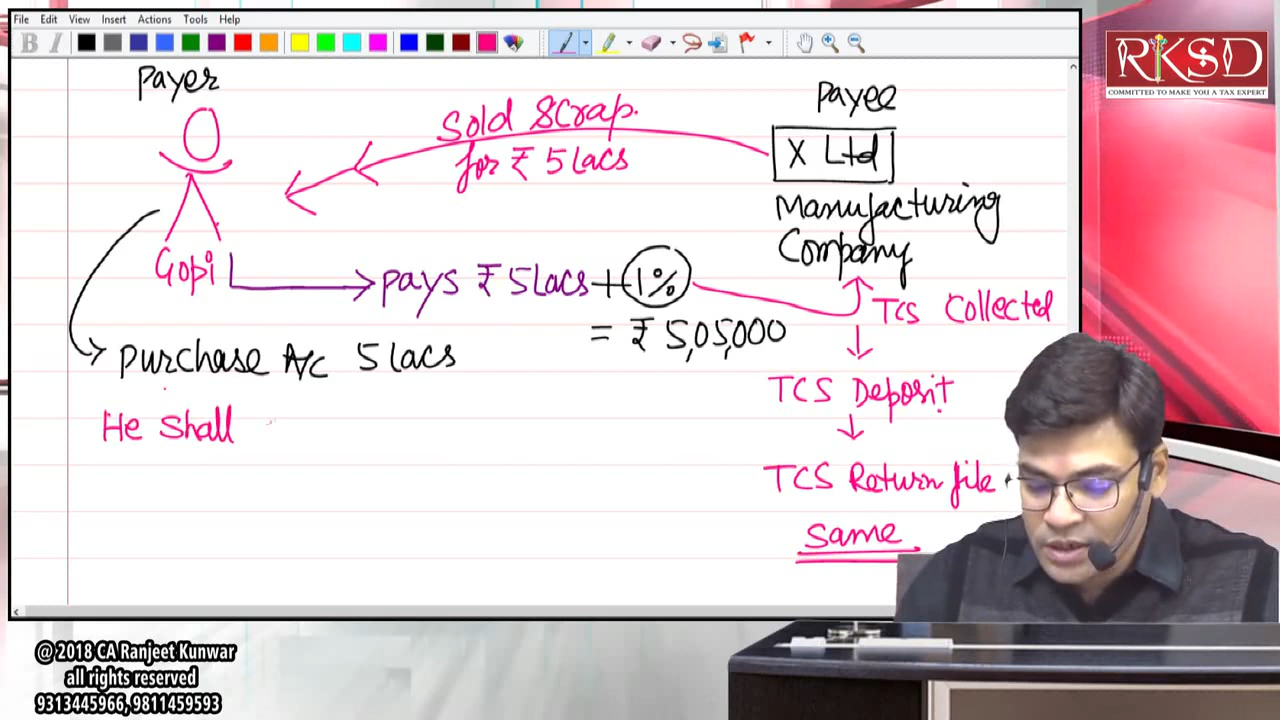 File Edit View Insert Actions Tools Help
B I
RKSD
COMMITTED TO MAKE YOU A TAX EXPERT
Payer
Payee
Sold Scrap.
for ₹ 5 lacs
X Ltd
Manufacturing
Company
Gopi
pays ₹ 5 lacs + 1%
= ₹ 5,05,000
TCS Collected
Purchase A/c 5 lacs
TCS Deposit
He Shall
TCS Return file
Same
@ 2018 CA Ranjeet Kunwar
all rights reserved
9313445966, 9811459593